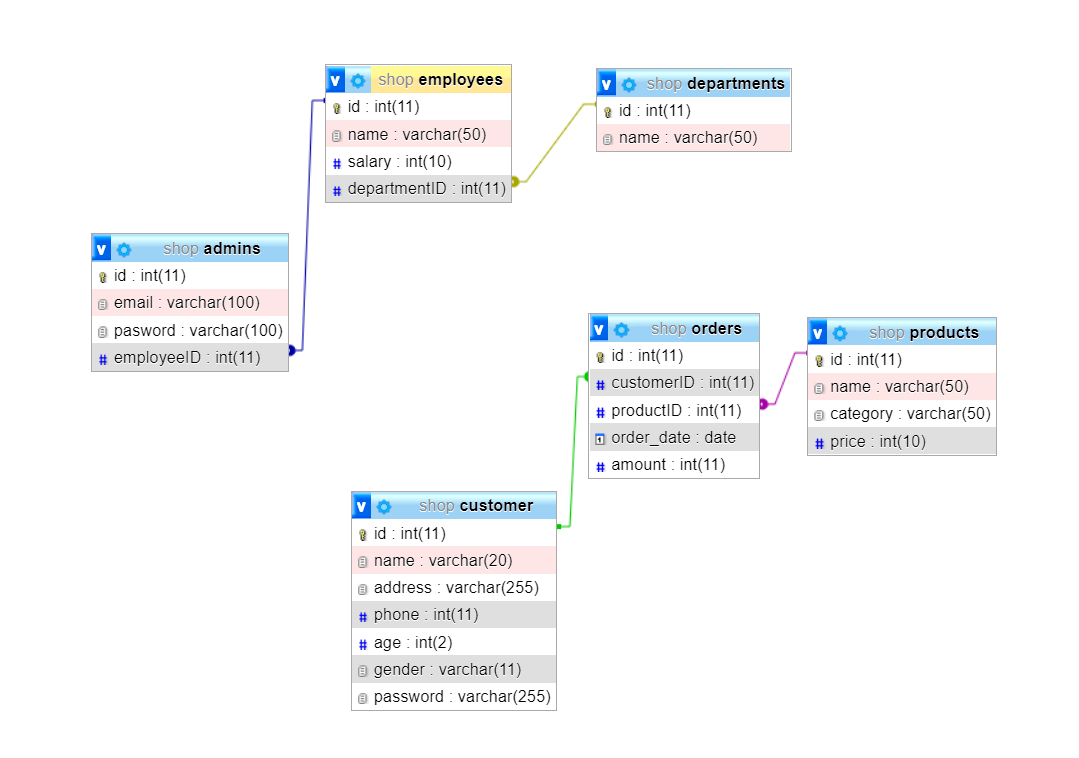 v shop employees
id : int(11)
name : varchar(50)
salary : int(10)
departmentID : int(11)
v shop departments
id : int(11)
name : varchar(50)
v shop admins
id : int(11)
email : varchar(100)
pasword : varchar(100)
employeeID : int(11)
v shop orders
id : int(11)
customerID : int(11)
productID : int(11)
order_date : date
amount : int(11)
v shop products
id : int(11)
name : varchar(50)
category : varchar(50)
price : int(10)
v shop customer
id : int(11)
name : varchar(20)
address : varchar(255)
phone : int(11)
age : int(2)
gender : varchar(11)
password : varchar(255)